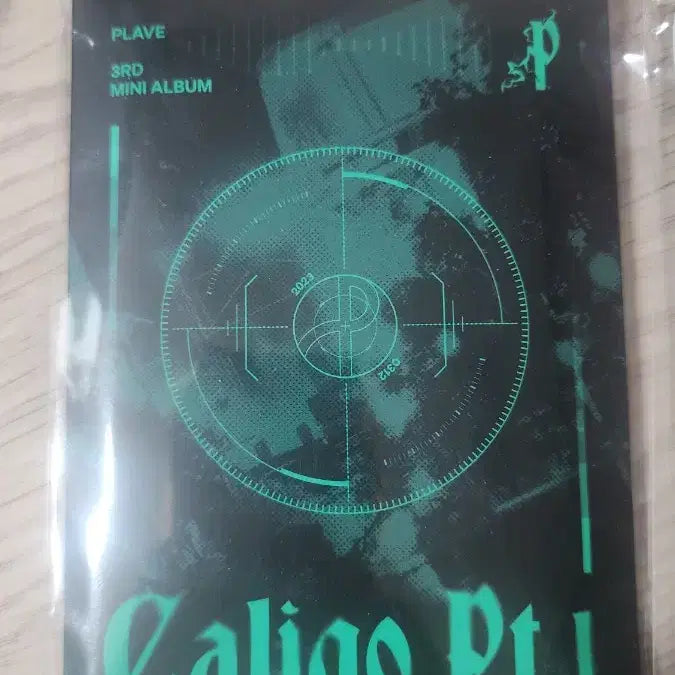 PLAVE
P
3RD
MINI ALBUM
2023
0312
Caligo Pt.1